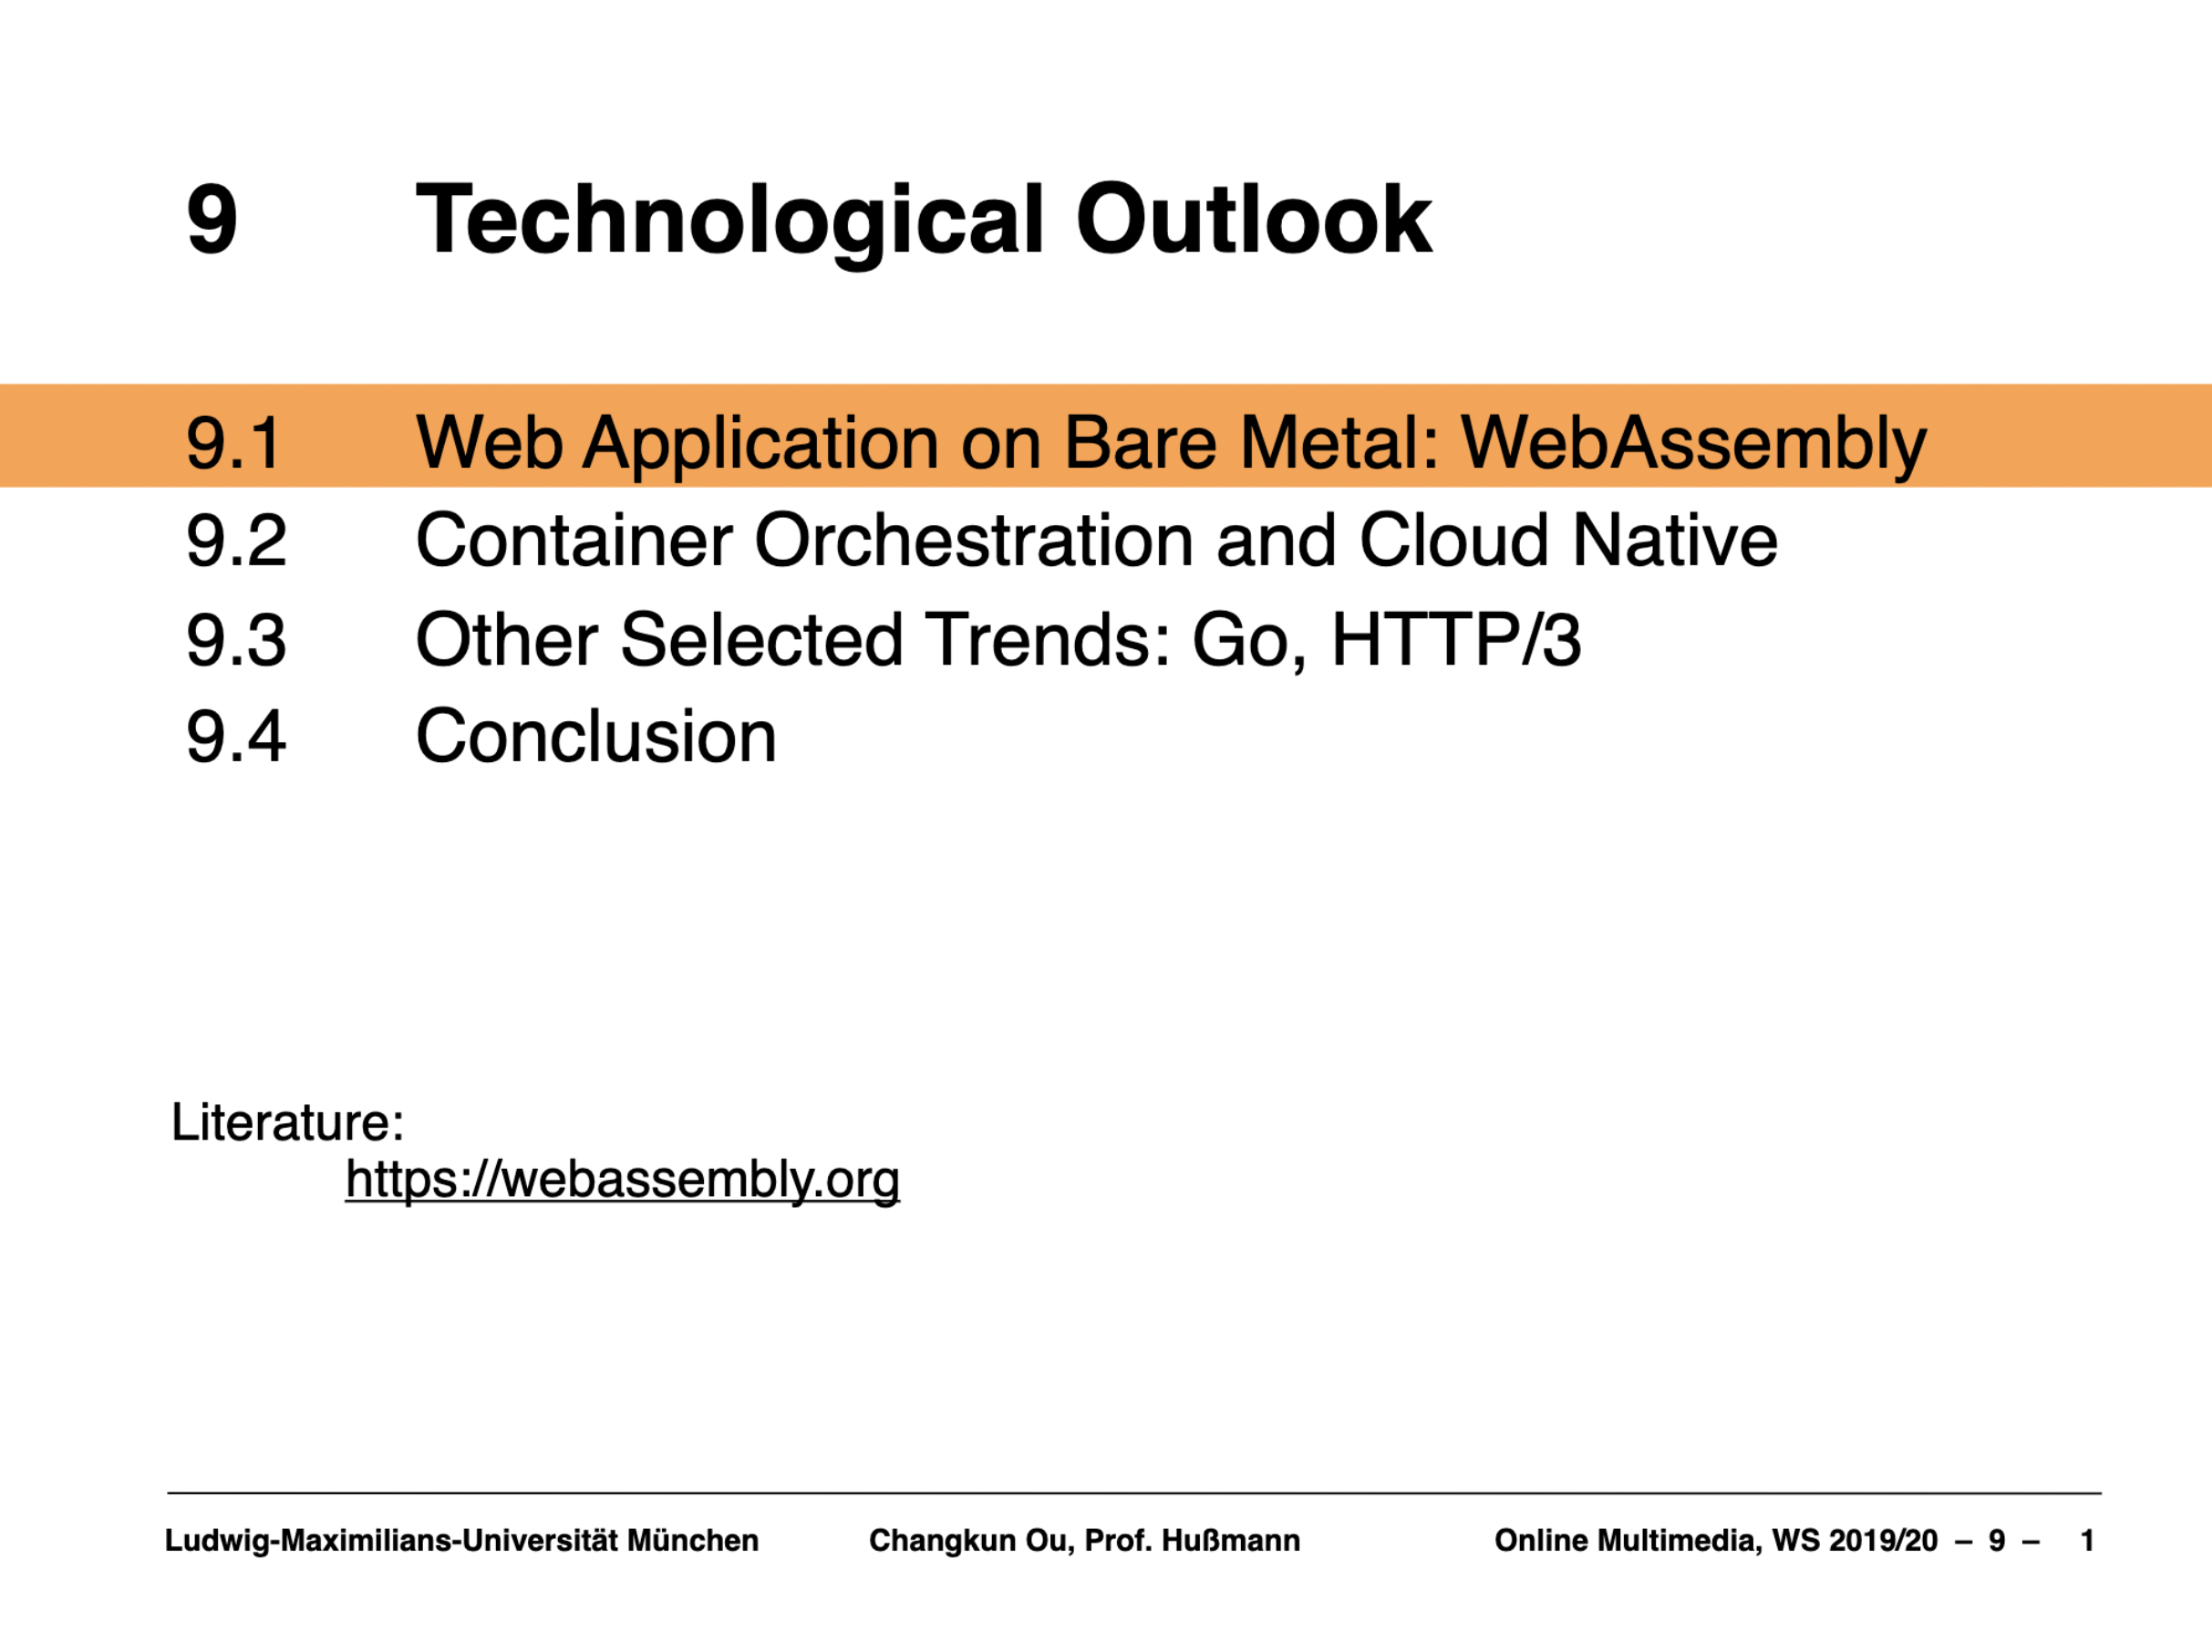 9 Technological Outlook
9.1 Web Application on Bare Metal: WebAssembly
9.2 Container Orchestration and Cloud Native
9.3 Other Selected Trends: Go, HTTP/3
9.4 Conclusion
Literature:
https://webassembly.org
Ludwig-Maximilians-Universität München Changkun Ou, Prof. Hußmann Online Multimedia, WS 2019/20 – 9 – 1